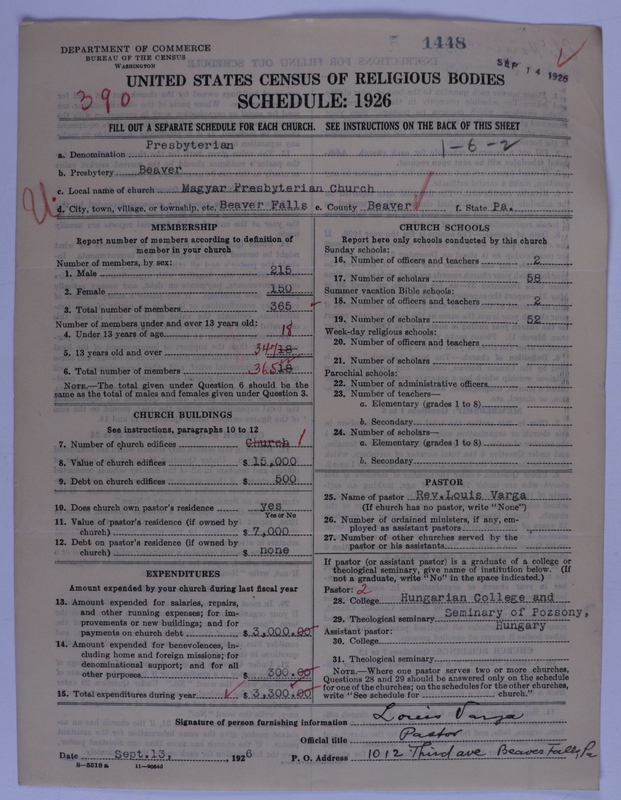 DEPARTMENT OF COMMERCE
BUREAU OF THE CENSUS
WASHINGTON
1448
SEP 14 1926
UNITED STATES CENSUS OF RELIGIOUS BODIES
390
SCHEDULE: 1926
FILL OUT A SEPARATE SCHEDULE FOR EACH CHURCH. SEE INSTRUCTIONS ON THE BACK OF THIS SHEET
a. Denomination Presbyterian 1-6-2
b. Presbytery Beaver
c. Local name of church Magyar Presbyterian Church
U.
d. City, town, village, or township, etc. Beaver Falls e. County Beaver f. State Pa.
MEMBERSHIP
Report number of members according to definition of
member in your church
Number of members, by sex:
1. Male 215
2. Female 150
3. Total number of members 365
Number of members under and over 13 years old:
4. Under 13 years of age 18
5. 13 years old and over 347 18
6. Total number of members 365 18
NOTE.—The total given under Question 6 should be the
same as the total of males and females given under Question 3.
CHURCH BUILDINGS
See instructions, paragraphs 10 to 12
7. Number of church edifices Church 1
8. Value of church edifices $ 15,000
9. Debt on church edifices $ 500
10. Does church own pastor's residence yes
Yes or No
11. Value of pastor's residence (if owned by
church) $ 7,000
12. Debt on pastor's residence (if owned by
church) $ none
EXPENDITURES
Amount expended by your church during last fiscal year
13. Amount expended for salaries, repairs,
and other running expenses; for im-
provements or new buildings; and for
payments on church debt $ 3,000.00
14. Amount expended for benevolences, in-
cluding home and foreign missions; for
denominational support; and for all
other purposes $ 300.00
15. Total expenditures during year $ 3,300.00
CHURCH SCHOOLS
Report here only schools conducted by this church
Sunday schools:
16. Number of officers and teachers 2
17. Number of scholars 58
Summer vacation Bible schools:
18. Number of officers and teachers 2
19. Number of scholars 52
Week-day religious schools:
20. Number of officers and teachers
21. Number of scholars
Parochial schools:
22. Number of administrative officers
23. Number of teachers—
a. Elementary (grades 1 to 8)
b. Secondary
24. Number of scholars—
a. Elementary (grades 1 to 8)
b. Secondary
PASTOR
25. Name of pastor Rev.Louis Varga
(If church has no pastor, write "None")
26. Number of ordained ministers, if any, em-
ployed as assistant pastors
27. Number of other churches served by the
pastor or his assistants
If pastor (or assistant pastor) is a graduate of a college or
theological seminary, give name of institution below. (If
not a graduate, write "No" in the space indicated.)
Pastor: 2
28. College Hungarian College and
29. Theological seminary Seminary of Pozsony,
Hungary
Assistant pastor:
30. College
31. Theological seminary
NOTE.—Where one pastor serves two or more churches,
Questions 28 and 29 should be answered only on the schedule
for one of the churches; on the schedules for the other churches,
write "See schedule for church."
Signature of person furnishing information Louis Varga
Official title Pastor
Date Sept.13, 1926 P. O. Address 1012 Third ave Beaver Falls, Pa
8—5518 a